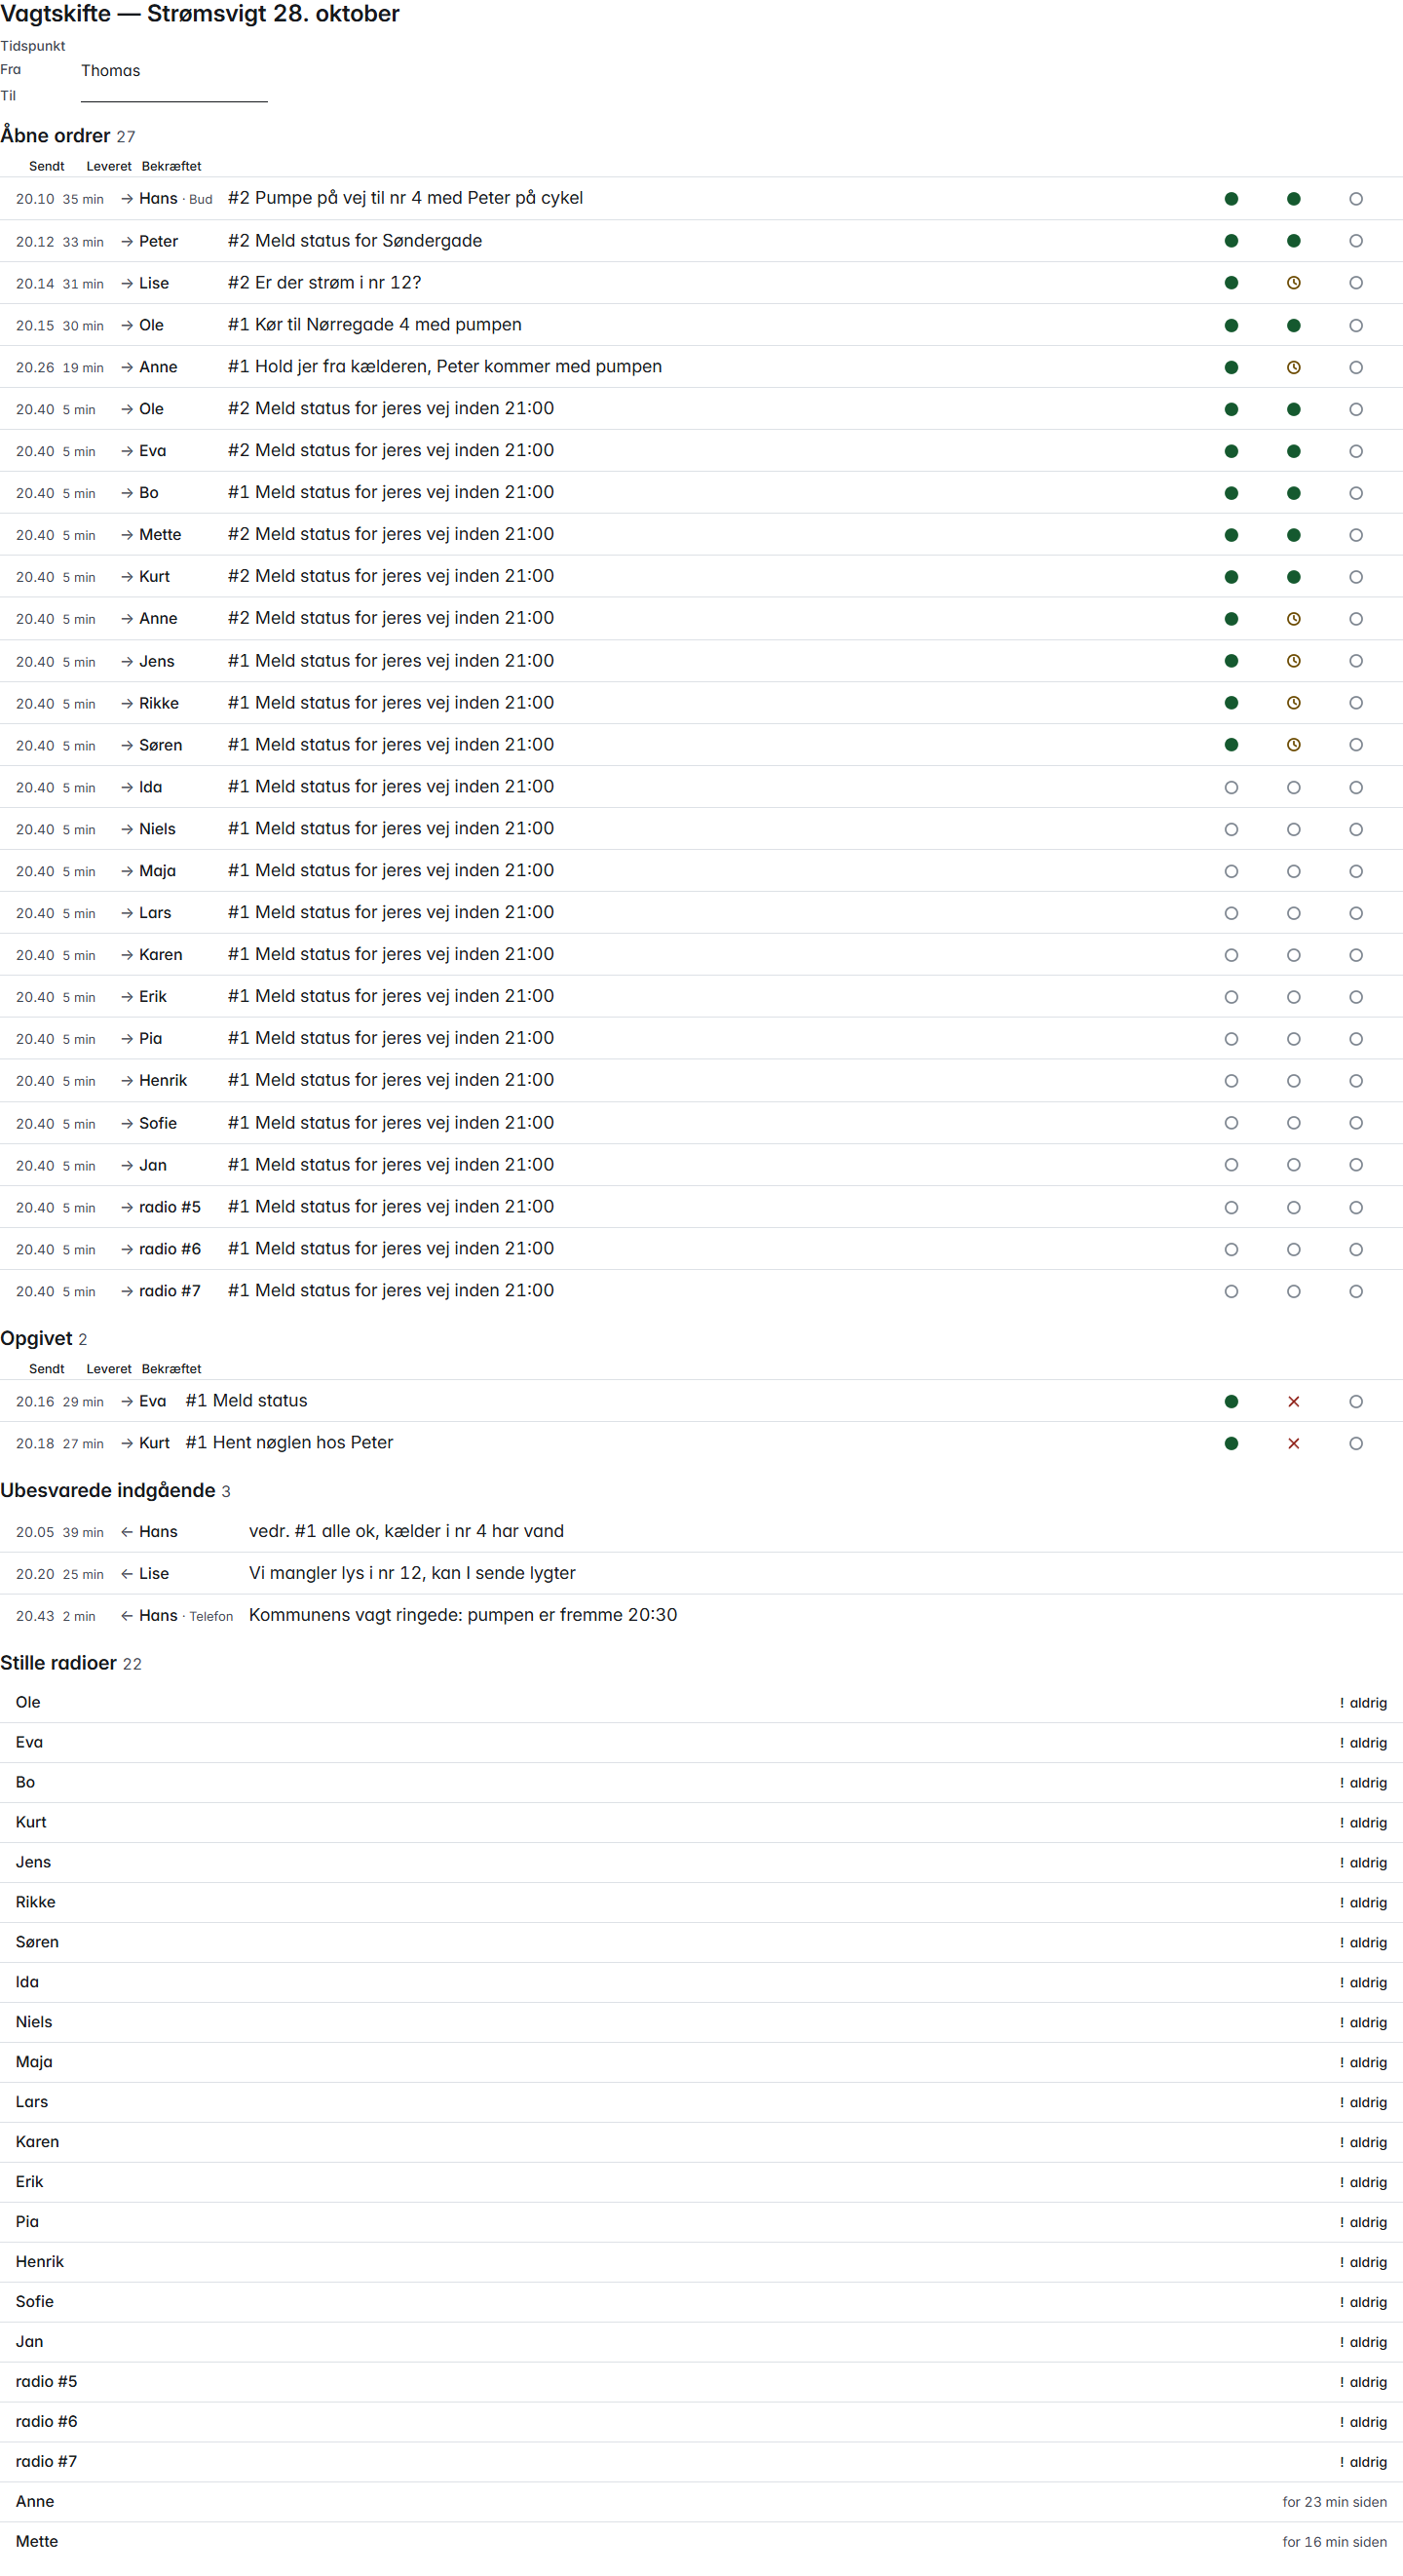 Vagtskifte — Strømsvigt 28. oktober
Tidspunkt
Fra Thomas
Til
Åbne ordrer 27
Sendt Leveret Bekræftet
20.10 35 min → Hans · Bud #2 Pumpe på vej til nr 4 med Peter på cykel
20.12 33 min → Peter #2 Meld status for Søndergade
20.14 31 min → Lise #2 Er der strøm i nr 12?
20.15 30 min → Ole #1 Kør til Nørregade 4 med pumpen
20.26 19 min → Anne #1 Hold jer fra kælderen, Peter kommer med pumpen
20.40 5 min → Ole #2 Meld status for jeres vej inden 21:00
20.40 5 min → Eva #2 Meld status for jeres vej inden 21:00
20.40 5 min → Bo #1 Meld status for jeres vej inden 21:00
20.40 5 min → Mette #2 Meld status for jeres vej inden 21:00
20.40 5 min → Kurt #2 Meld status for jeres vej inden 21:00
20.40 5 min → Anne #2 Meld status for jeres vej inden 21:00
20.40 5 min → Jens #1 Meld status for jeres vej inden 21:00
20.40 5 min → Rikke #1 Meld status for jeres vej inden 21:00
20.40 5 min → Søren #1 Meld status for jeres vej inden 21:00
20.40 5 min → Ida #1 Meld status for jeres vej inden 21:00
20.40 5 min → Niels #1 Meld status for jeres vej inden 21:00
20.40 5 min → Maja #1 Meld status for jeres vej inden 21:00
20.40 5 min → Lars #1 Meld status for jeres vej inden 21:00
20.40 5 min → Karen #1 Meld status for jeres vej inden 21:00
20.40 5 min → Erik #1 Meld status for jeres vej inden 21:00
20.40 5 min → Pia #1 Meld status for jeres vej inden 21:00
20.40 5 min → Henrik #1 Meld status for jeres vej inden 21:00
20.40 5 min → Sofie #1 Meld status for jeres vej inden 21:00
20.40 5 min → Jan #1 Meld status for jeres vej inden 21:00
20.40 5 min → radio #5 #1 Meld status for jeres vej inden 21:00
20.40 5 min → radio #6 #1 Meld status for jeres vej inden 21:00
20.40 5 min → radio #7 #1 Meld status for jeres vej inden 21:00
Opgivet 2
Sendt Leveret Bekræftet
20.16 29 min → Eva #1 Meld status
20.18 27 min → Kurt #1 Hent nøglen hos Peter
Ubesvarede indgående 3
20.05 39 min ← Hans vedr. #1 alle ok, kælder i nr 4 har vand
20.20 25 min ← Lise Vi mangler lys i nr 12, kan I sende lygter
20.43 2 min ← Hans · Telefon Kommunens vagt ringede: pumpen er fremme 20:30
Stille radioer 22
Ole ! aldrig
Eva ! aldrig
Bo ! aldrig
Kurt ! aldrig
Jens ! aldrig
Rikke ! aldrig
Søren ! aldrig
Ida ! aldrig
Niels ! aldrig
Maja ! aldrig
Lars ! aldrig
Karen ! aldrig
Erik ! aldrig
Pia ! aldrig
Henrik ! aldrig
Sofie ! aldrig
Jan ! aldrig
radio #5 ! aldrig
radio #6 ! aldrig
radio #7 ! aldrig
Anne for 23 min siden
Mette for 16 min siden